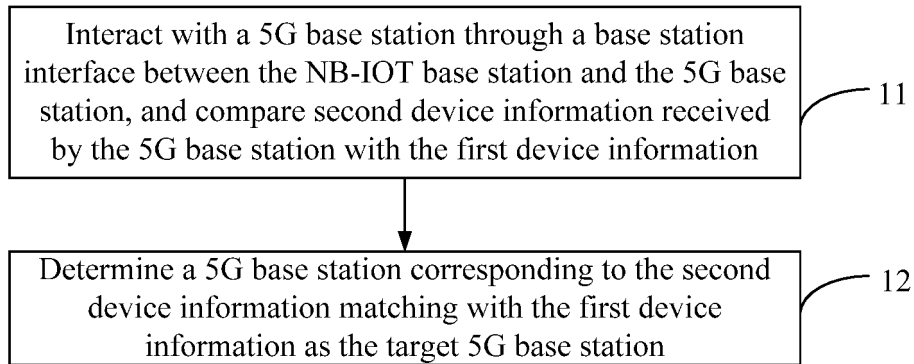 Interact with a 5G base station through a base station
interface between the NB-IOT base station and the 5G base
station, and compare second device information received
by the 5G base station with the first device information
11
Determine a 5G base station corresponding to the second
device information matching with the first device
information as the target 5G base station
12